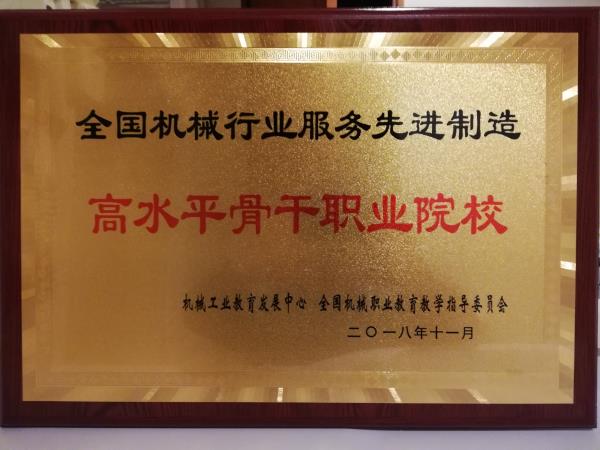 全国机械行业服务先进制造
高水平骨干职业院校
机械工业教育发展中心 全国机械职业教育教学指导委员会
二〇一八年十一月